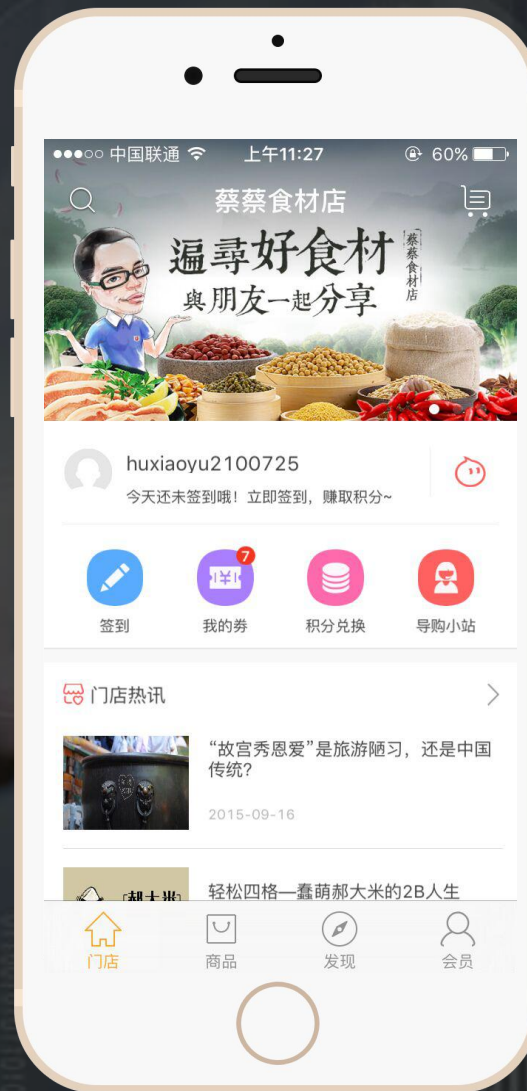 中国联通 上午11:27 60%
蔡蔡食材店
遍寻好食材
與朋友一起分享
蔡蔡食材店
huxiaoyu2100725
今天还未签到哦！立即签到，赚取积分~
7
签到 我的券 积分兑换 导购小站
门店热讯
“故宫秀恩爱”是旅游陋习，还是中国
传统?
2015-09-16
轻松四格—蠢萌郝大米的2B人生
门店 商品 发现 会员